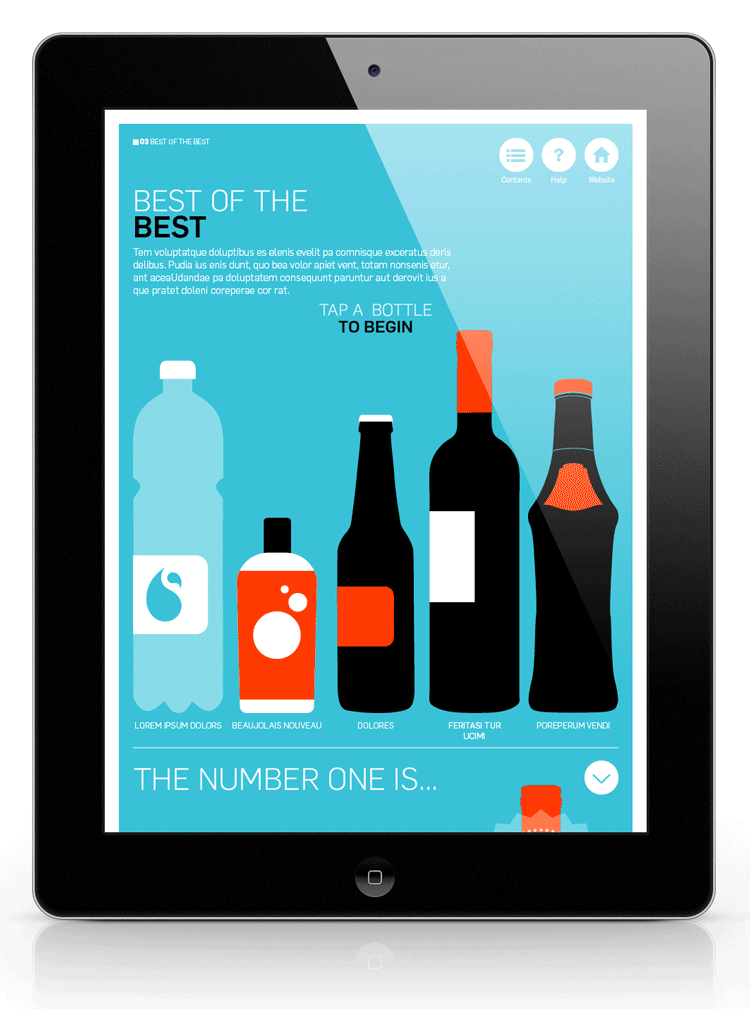 03 BEST OF THE BEST
Contents
Help
Website
BEST OF THE
BEST
Tem voluptatque doluptibus es elenis evelit pa comnisque exceratus deris
delibus. Pudia ius enis dunt, quo bea volor apiet vent, totam nonsenis etur,
ant aceaUdandae pa doluptatem consequnt paruntur aut derovit ius a
que pratet doleni coreperae cor rat.
TAP A BOTTLE
TO BEGIN
LOREM IPSUM DOLORS
BEAUJOLAIS NOUVEAU
DOLORES
FERITASI TUR
UCIMI
POREPERUM VENDI
THE NUMBER ONE IS...